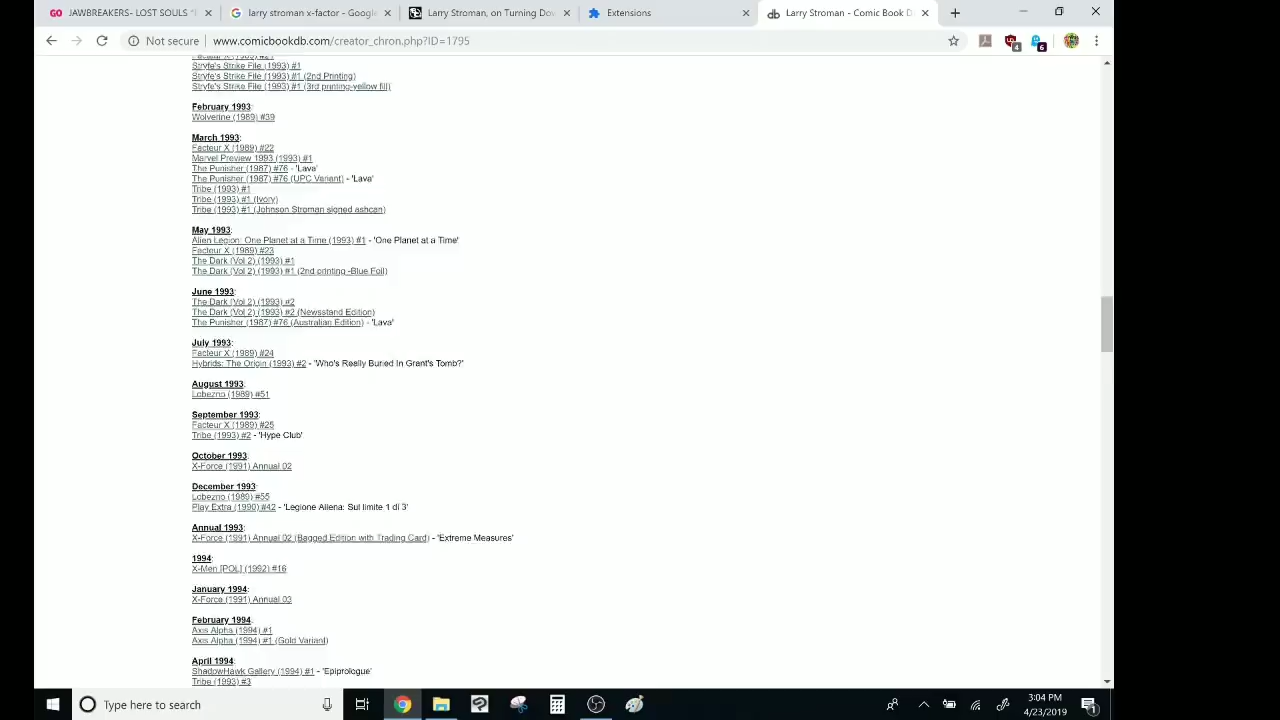 JAWBREAKERS- LOST SOULS
larry stroman x-factor - Google
Larry Stroman, on Turning Dow
Extensions
Larry Stroman - Comic Book D
Not secure | www.comicbookdb.com/creator_chron.php?ID=1795
4
6
Facteur X (1989) #21
Stryfe's Strike File (1993) #1
Stryfe's Strike File (1993) #1 (2nd Printing)
Stryfe's Strike File (1993) #1 (3rd printing-yellow fill)
February 1993:
Wolverine (1989) #39
March 1993:
Facteur X (1989) #22
Marvel Preview 1993 (1993) #1
The Punisher (1987) #76 - 'Lava'
The Punisher (1987) #76 (UPC Variant) - 'Lava'
Tribe (1993) #1
Tribe (1993) #1 (Ivory)
Tribe (1993) #1 (Johnson Stroman signed ashcan)
May 1993:
Alien Legion: One Planet at a Time (1993) #1 - 'One Planet at a Time'
Facteur X (1989) #23
The Dark (Vol 2) (1993) #1
The Dark (Vol 2) (1993) #1 (2nd printing -Blue Foil)
June 1993:
The Dark (Vol 2) (1993) #2
The Dark (Vol 2) (1993) #2 (Newsstand Edition)
The Punisher (1987) #76 (Australian Edition) - 'Lava'
July 1993:
Facteur X (1989) #24
Hybrids: The Origin (1993) #2 - 'Who's Really Buried In Grant's Tomb?'
August 1993:
Lobezno (1989) #51
September 1993:
Facteur X (1989) #25
Tribe (1993) #2 - 'Hype Club'
October 1993:
X-Force (1991) Annual 02
December 1993:
Lobezno (1989) #55
Play Extra (1990) #42 - 'Legione Aliena: Sul limite 1 di 3'
Annual 1993:
X-Force (1991) Annual 02 (Bagged Edition with Trading Card) - 'Extreme Measures'
1994:
X-Men [POL] (1992) #16
January 1994:
X-Force (1991) Annual 03
February 1994:
Axis Alpha (1994) #1
Axis Alpha (1994) #1 (Gold Variant)
April 1994:
ShadowHawk Gallery (1994) #1 - 'Epiprologue'
Tribe (1993) #3
Type here to search
3:04 PM
4/23/2019
1